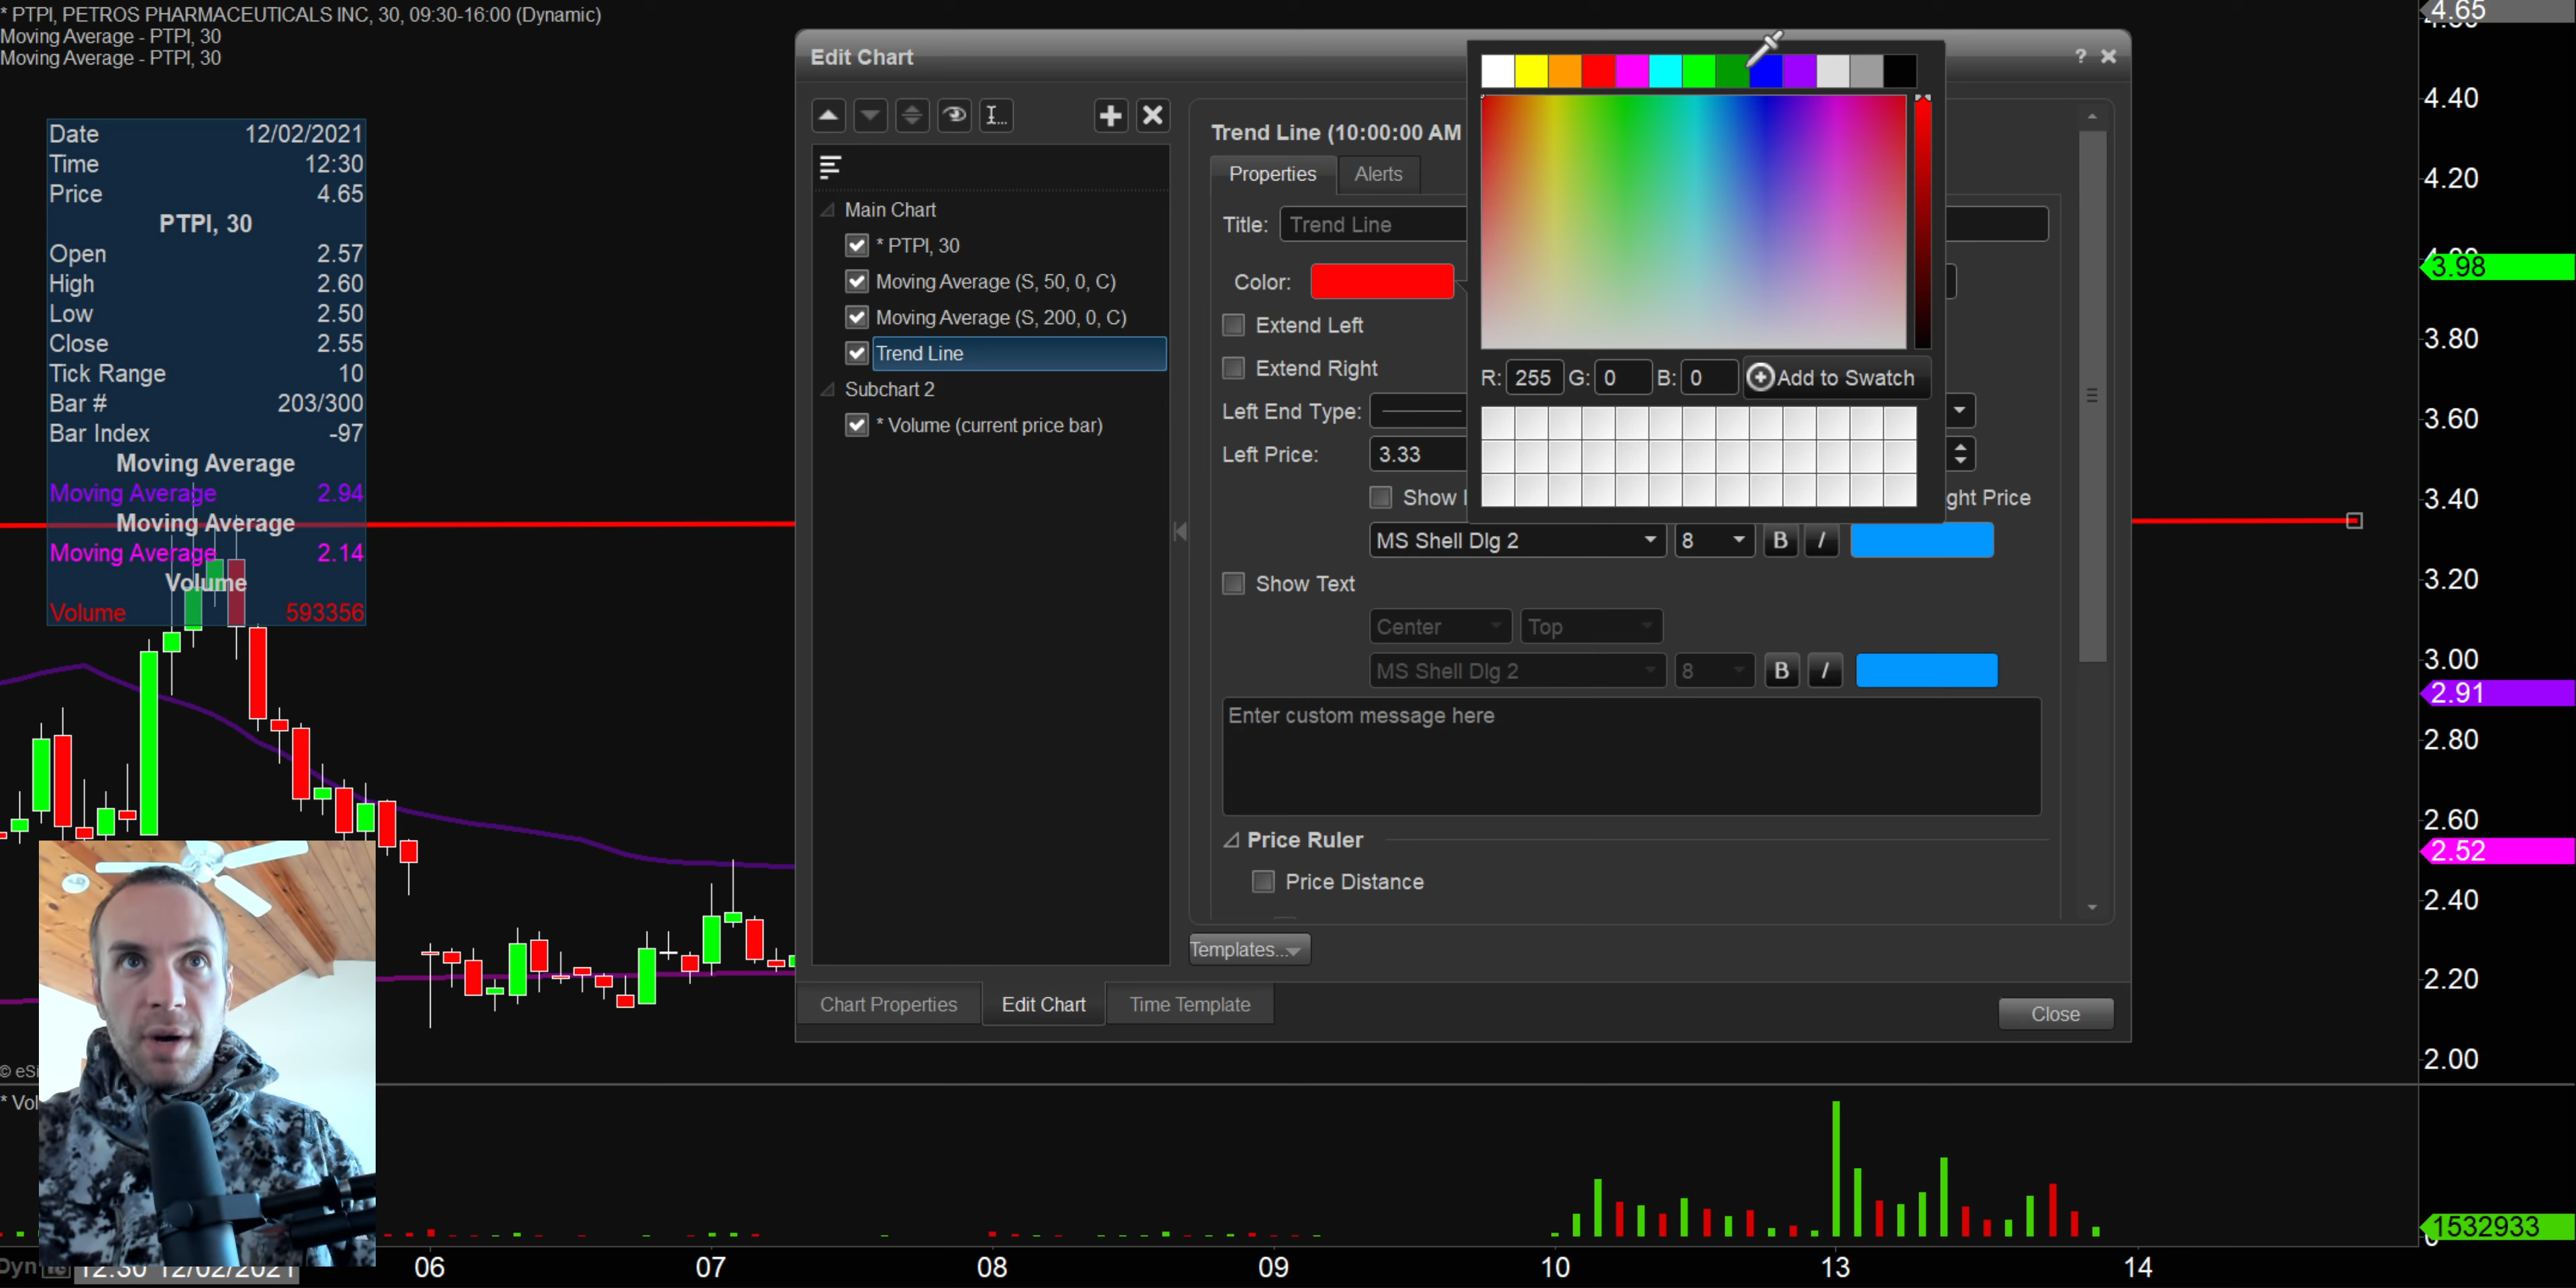 * PTPI, PETROS PHARMACEUTICALS INC, 30, 09:30-16:00 (Dynamic)
Moving Average - PTPI, 30
Moving Average - PTPI, 30
Date 12/02/2021
Time 12:30
Price 4.65
PTPI, 30
Open 2.57
High 2.60
Low 2.50
Close 2.55
Tick Range 10
Bar # 203/300
Bar Index -97
Moving Average
Moving Average 2.94
Moving Average
Moving Average 2.14
Volume
Volume 593356
Edit Chart
?
Main Chart
* PTPI, 30
Moving Average (S, 50, 0, C)
Moving Average (S, 200, 0, C)
Trend Line
Subchart 2
* Volume (current price bar)
Trend Line (10:00:00 AM
Properties Alerts
Title: Trend Line
Color:
Extend Left
Extend Right
Left End Type:
Left Price: 3.33
Show
ght Price
R: 255 G: 0 B: 0 Add to Swatch
MS Shell Dlg 2 8 B I
Show Text
Center Top
MS Shell Dlg 2 8 B I
Enter custom message here
Price Ruler
Price Distance
Templates...
Chart Properties Edit Chart Time Template
Close
4.65
4.40
4.20
3.98
3.80
3.60
3.40
3.20
3.00
2.91
2.80
2.60
2.52
2.40
2.20
2.00
1532933
© eSi
* Vol
Dyn 12:30 12/02/2021 06 07 08 09 10 13 14